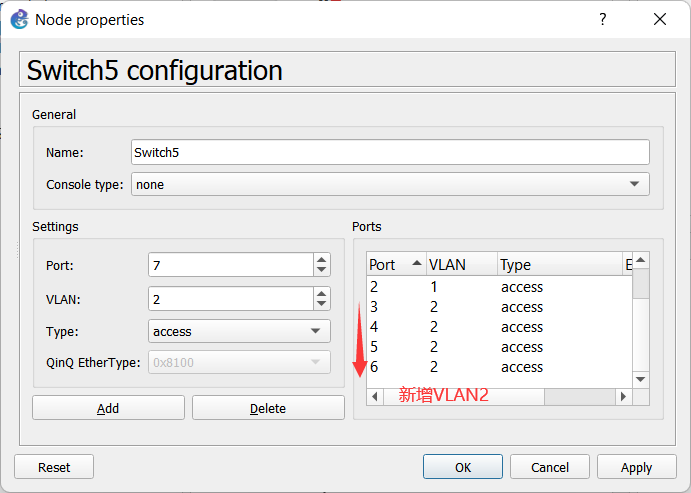 Node properties
?
Switch5 configuration
General
Name: Switch5
Console type: none
Settings
Port: 7
VLAN: 2
Type: access
QinQ EtherType: 0x8100
Add Delete
Ports
Port VLAN Type E
2 1 access
3 2 access
4 2 access
5 2 access
6 2 access
新增VLAN2
Reset OK Cancel Apply